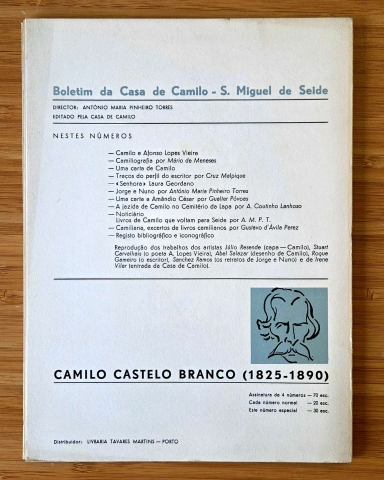 Boletim da Casa de Camilo - S. Miguel de Seide
DIRECTOR: ANTÓNIO MARIA PINHEIRO TORRES
EDITADO PELA CASA DE CAMILO
NESTES NÚMEROS
— Camilo e Afonso Lopes Vieira
— Camiliografia por Mário de Meneses
— Uma carta de Camilo
— Traços do perfil do escritor por Cruz Malpique
— «Senhora» Laura Geordano
— Jorge e Nuno por António Maria Pinheiro Torres
— Uma carta a Amândio César por Gueller Póvoas
— A jazida de Camilo no Cemitério da Lapa por A. Coutinho Lanhoso
— Noticiário
Livros de Camilo que voltam para Seide por A. M. P. T.
— Camiliana, excertos de livros camilianos por Gustavo d'Ávila Perez
— Registo bibliográfico e iconográfico
Reprodução dos trabalhos dos artistas Júlio Resende (capa — Camilo), Stuart
Carvalhais (o poeta A. Lopes Vieira), Abel Salazar (desenho de Camilo), Roque
Gameiro (o escritor), Sanchez Ramos (os retratos de Jorge e Nuno) e de Irene
Vilar (entrada da Casa de Camilo).
CAMILO CASTELO BRANCO (1825-1890)
Assinatura de 4 números — 70 esc.
Cada número normal — 20 esc.
Este número especial — 30 esc.
Distribuidor: LIVRARIA TAVARES MARTINS — PORTO